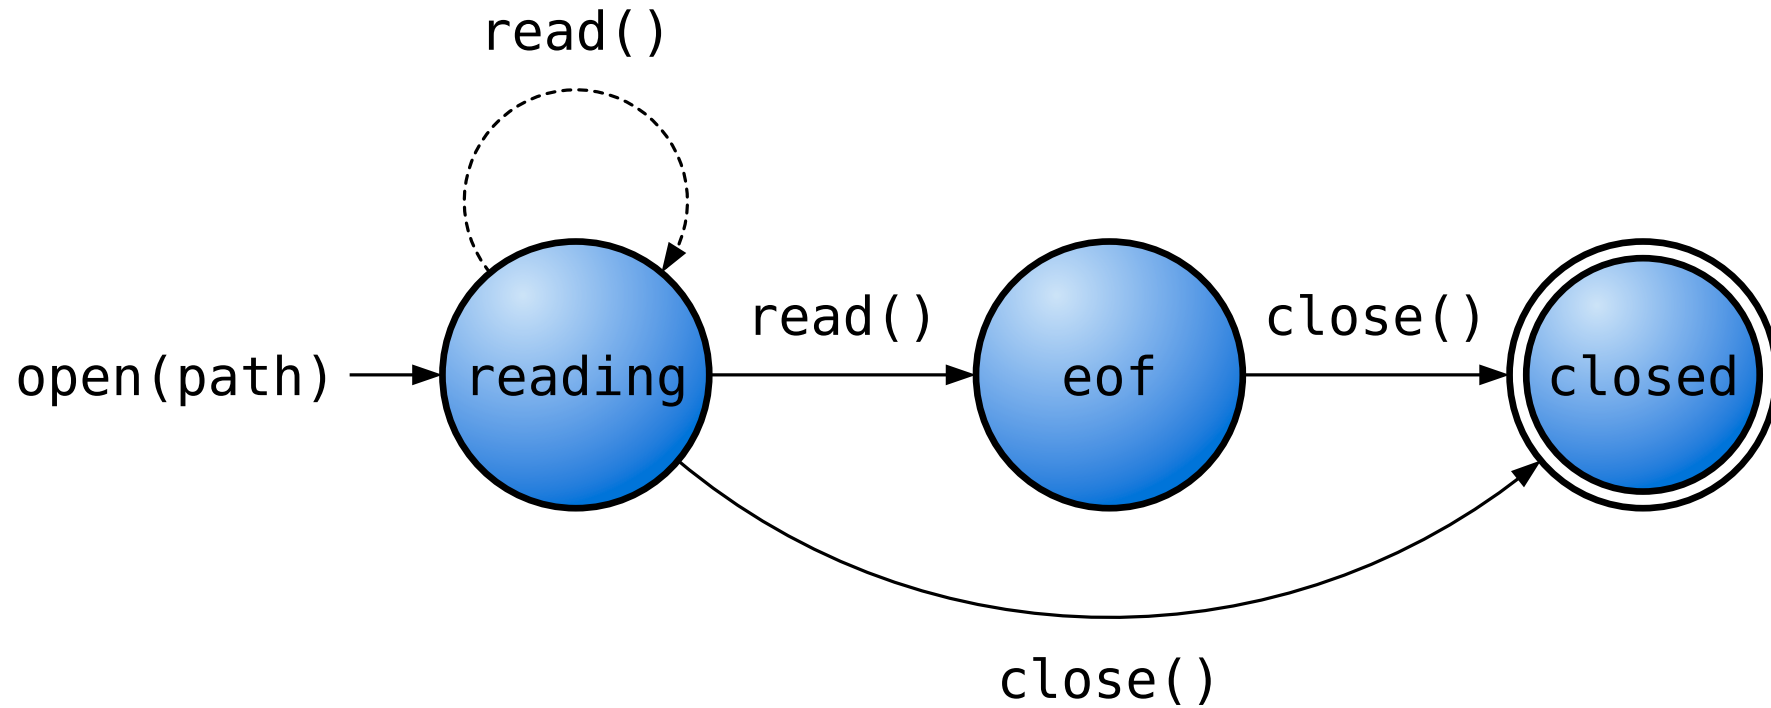 read()
read()
close()
open(path)
reading
eof
closed
close()